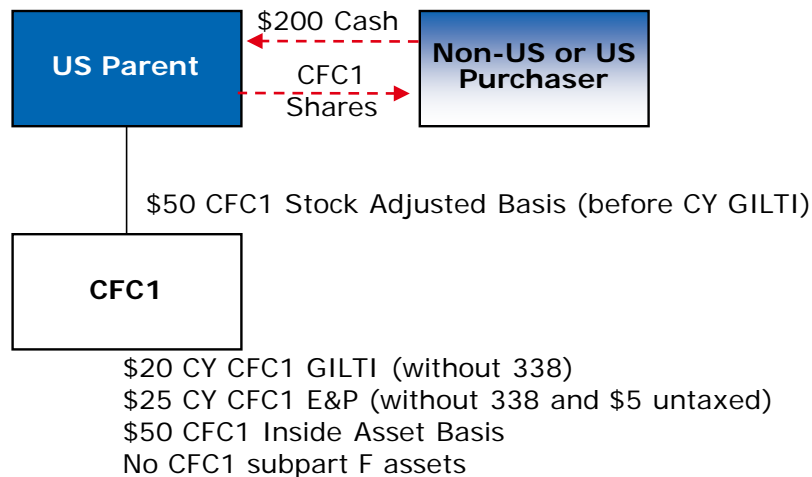 $200 Cash
US Parent
Non-US or US
Purchaser
CFC1
Shares
$50 CFC1 Stock Adjusted Basis (before CY GILTI)
CFC1
$20 CY CFC1 GILTI (without 338)
$25 CY CFC1 E&P (without 338 and $5 untaxed)
$50 CFC1 Inside Asset Basis
No CFC1 subpart F assets